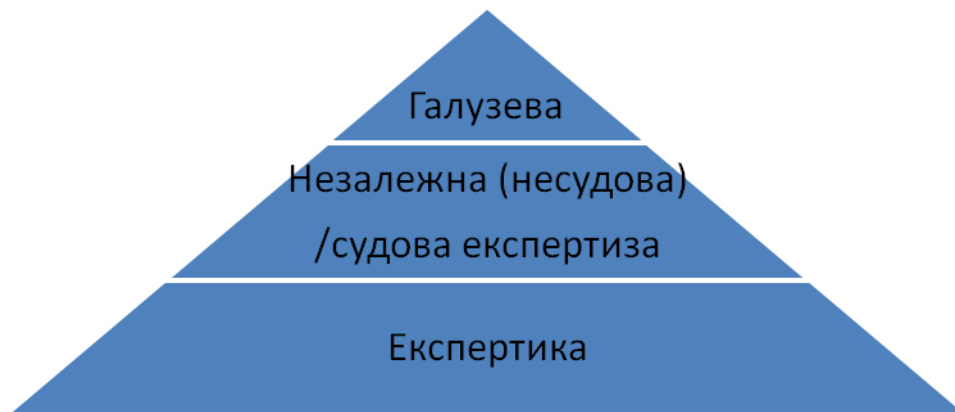 Галузева
Незалежна (несудова)
/судова експертиза
Експертика